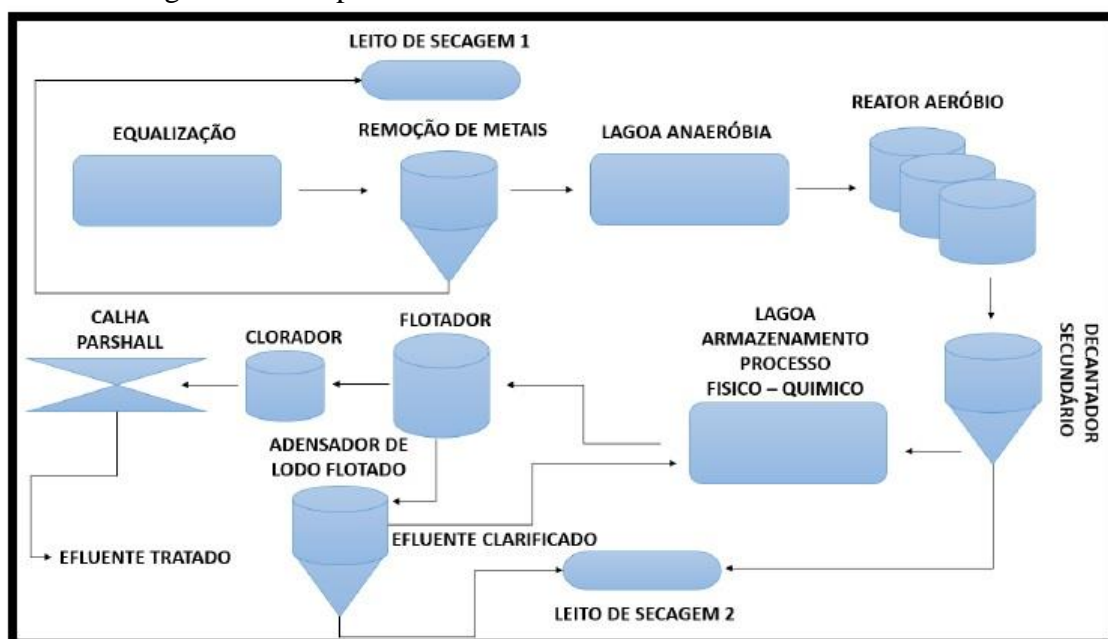 LEITO DE SECAGEM 1
REATOR AERÓBIO
EQUALIZAÇÃO
REMOÇÃO DE METAIS
LAGOA ANAERÓBIA
CALHA
PARSHALL
CLORADOR
FLOTADOR
LAGOA
ARMAZENAMENTO
PROCESSO
FISICO – QUIMICO
DECANTADOR
SECUNDÁRIO
ADENSADOR DE
LODO FLOTADO
EFLUENTE CLARIFICADO
EFLUENTE TRATADO
LEITO DE SECAGEM 2